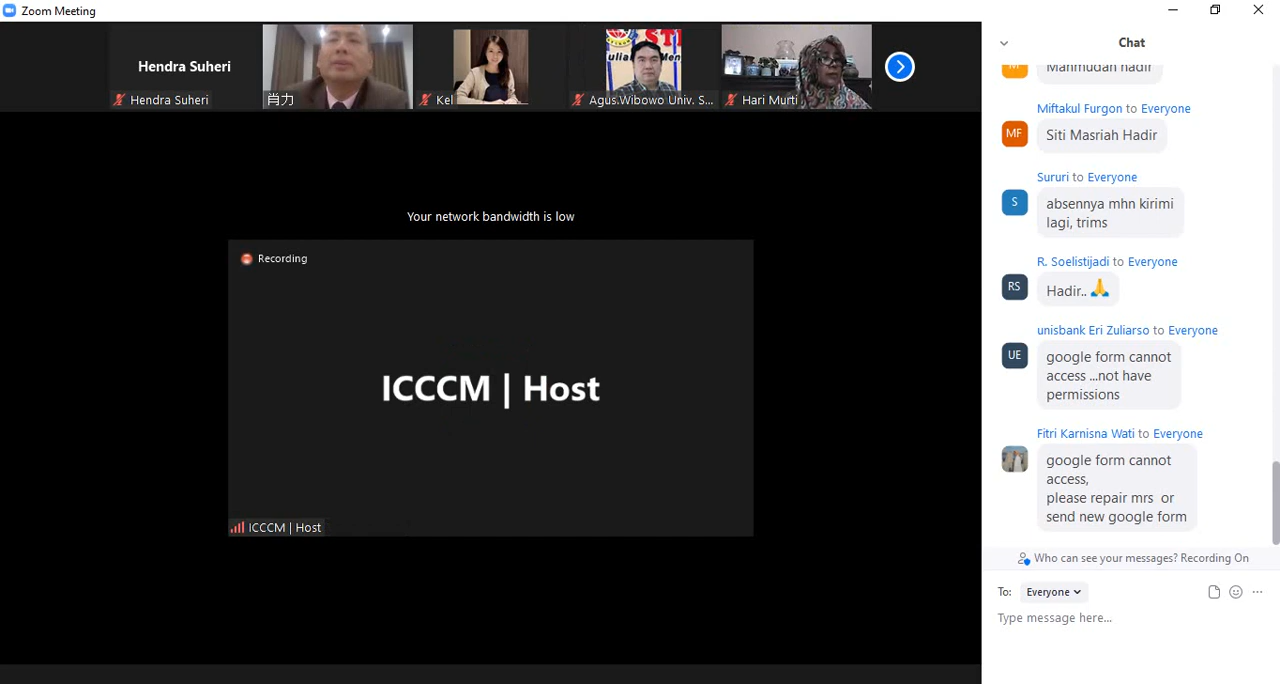 Zoom Meeting
Hendra Suheri
Hendra Suheri
肖力
Kel
Agus.Wibowo Univ. S...
Hari Murti
Your network bandwidth is low
Recording
ICCCM | Host
ICCCM | Host
Chat
Mahmudah hadir
Miftakul Furgon to Everyone
MF
Siti Masriah Hadir
Sururi to Everyone
S
absennya mhn kirimi
lagi, trims
R. Soelistijadi to Everyone
RS
Hadir.. 🙏
unisbank Eri Zuliarso to Everyone
UE
google form cannot
access ...not have
permissions
Fitri Karnisna Wati to Everyone
google form cannot
access,
please repair mrs or
send new google form
Who can see your messages? Recording On
To: Everyone
Type message here...